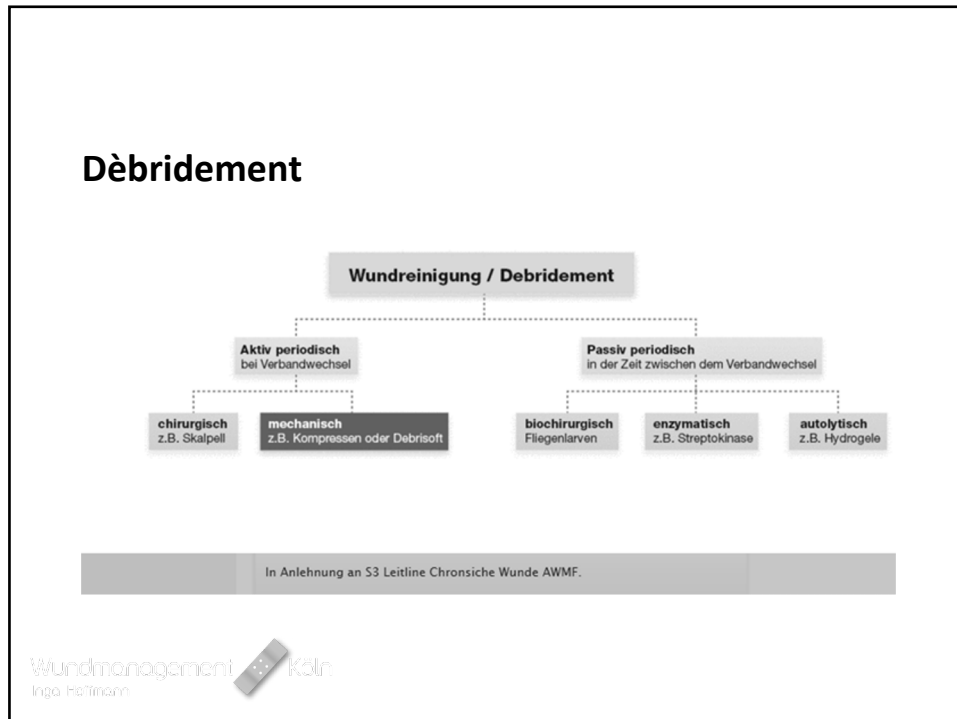 Dèbridement
Wundreinigung / Debridement
Aktiv periodisch
bei Verbandwechsel
Passiv periodisch
in der Zeit zwischen dem Verbandwechsel
chirurgisch
z.B. Skalpell
mechanisch
z.B. Kompressen oder Debrisoft
biochirurgisch
Fliegenlarven
enzymatisch
z.B. Streptokinase
autolytisch
z.B. Hydrogele
In Anlehnung an S3 Leitline Chronsiche Wunde AWMF.
Wundmanagement Köln
Inga Hoffmann